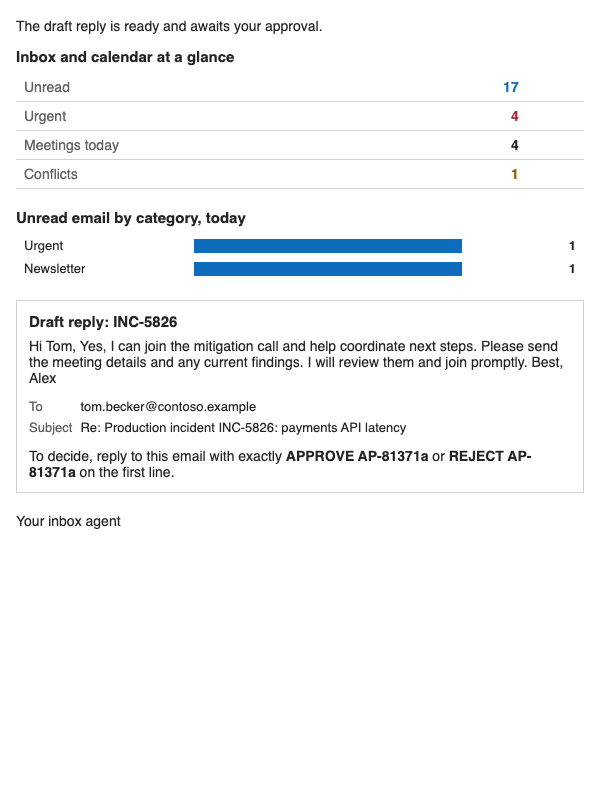 The draft reply is ready and awaits your approval.
Inbox and calendar at a glance
Unread 17
Urgent 4
Meetings today 4
Conflicts 1
Unread email by category, today
Urgent 1
Newsletter 1
Draft reply: INC-5826
Hi Tom, Yes, I can join the mitigation call and help coordinate next steps. Please send
the meeting details and any current findings. I will review them and join promptly. Best,
Alex
To tom.becker@contoso.example
Subject Re: Production incident INC-5826: payments API latency
To decide, reply to this email with exactly APPROVE AP-81371a or REJECT AP-
81371a on the first line.
Your inbox agent